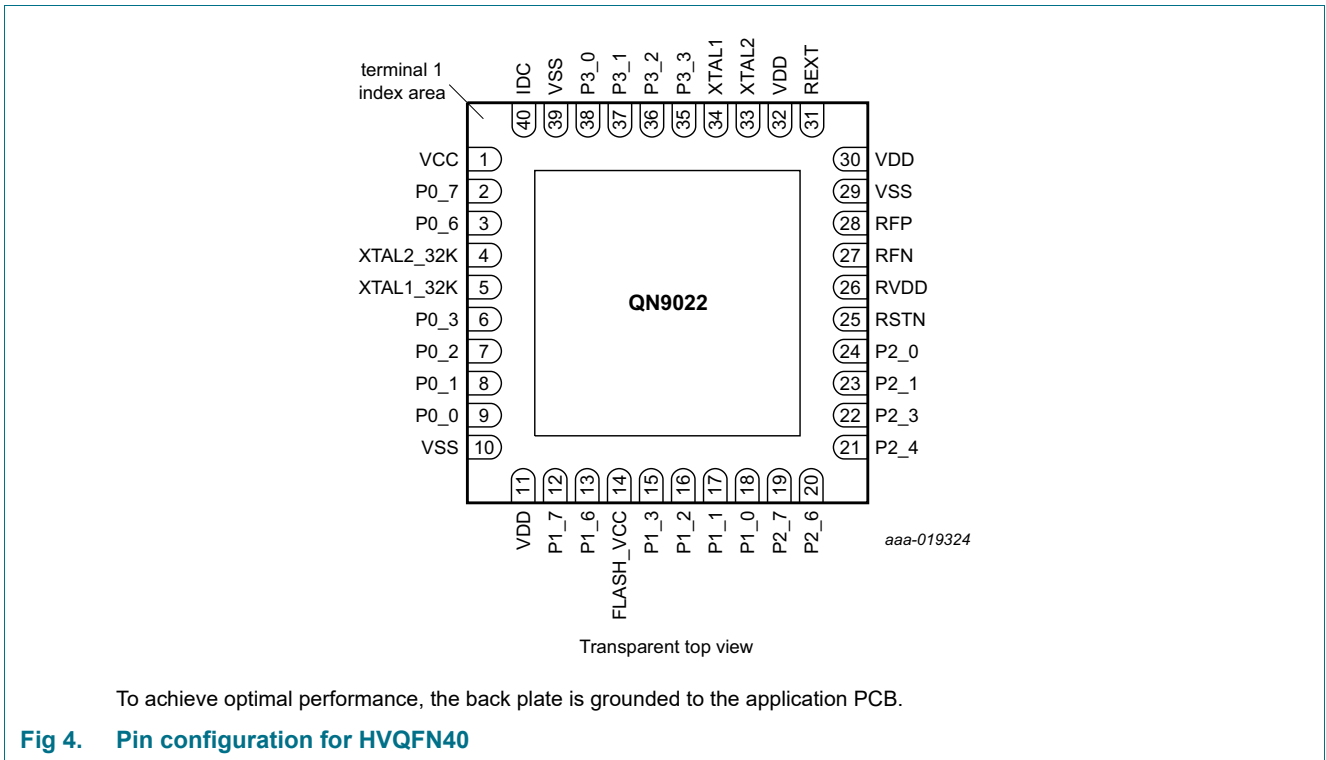 terminal 1
index area
IDC
VSS
P3_0
P3_1
P3_2
P3_3
XTAL1
XTAL2
VDD
REXT
40
39
38
37
36
35
34
33
32
31
VCC 1
P0_7 2
P0_6 3
XTAL2_32K 4
XTAL1_32K 5
P0_3 6
P0_2 7
P0_1 8
P0_0 9
VSS 10
QN9022
30 VDD
29 VSS
28 RFP
27 RFN
26 RVDD
25 RSTN
24 P2_0
23 P2_1
22 P2_3
21 P2_4
11
12
13
14
15
16
17
18
19
20
VDD
P1_7
P1_6
FLASH_VCC
P1_3
P1_2
P1_1
P1_0
P2_7
P2_6
aaa-019324
Transparent top view
To achieve optimal performance, the back plate is grounded to the application PCB.
Fig 4. Pin configuration for HVQFN40